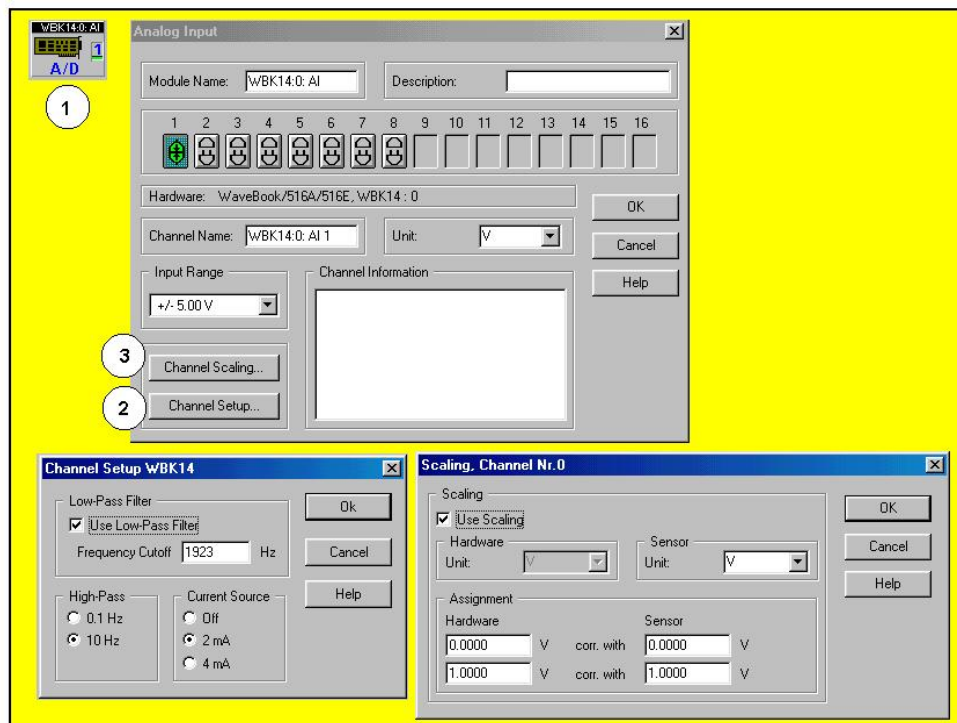 WBK14:0: AI
1
A/D
1
Analog Input
Module Name: WBK14:0: AI Description:
1 2 3 4 5 6 7 8 9 10 11 12 13 14 15 16
Hardware: WaveBook/516A/516E, WBK14 : 0
OK
Channel Name: WBK14:0: AI 1 Unit: V
Cancel
Input Range Channel Information
Help
+/- 5.00 V
3
Channel Scaling...
2
Channel Setup...
Channel Setup WBK14
Low-Pass Filter
Ok
Use Low-Pass Filter
Frequency Cutoff 1923 Hz
Cancel
High-Pass Current Source
Help
0.1 Hz Off
10 Hz 2 mA
4 mA
Scaling, Channel Nr.0
Scaling
OK
Use Scaling
Hardware Sensor
Cancel
Unit: V Unit: V
Help
Assignment
Hardware Sensor
0.0000 V corr. with 0.0000 V
1.0000 V corr. with 1.0000 V